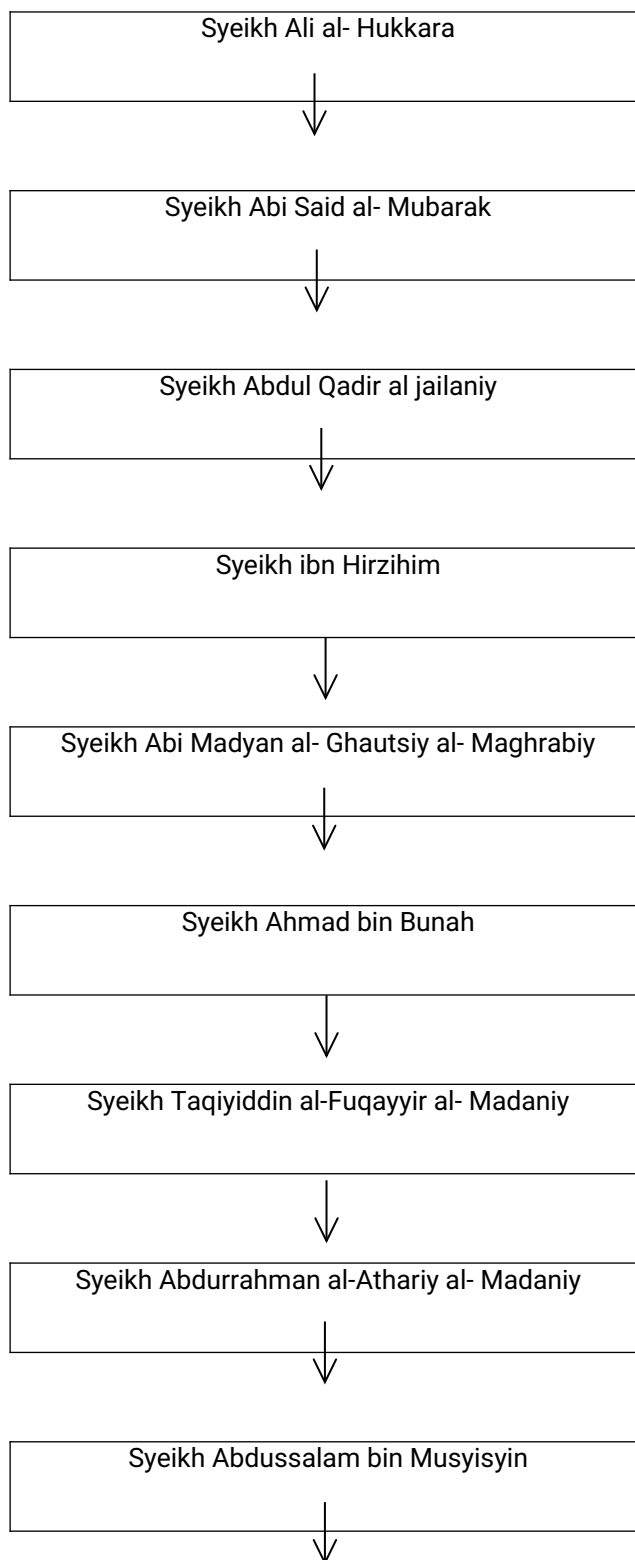 Syeikh Ali al- Hukkara
Syeikh Abi Said al- Mubarak
Syeikh Abdul Qadir al jailaniy
Syeikh ibn Hirzihim
Syeikh Abi Madyan al- Ghautsiy al- Maghrabiy
Syeikh Ahmad bin Bunah
Syeikh Taqiyiddin al-Fuqayyir al- Madaniy
Syeikh Abdurrahman al-Athariy al- Madaniy
Syeikh Abdussalam bin Musyisyin